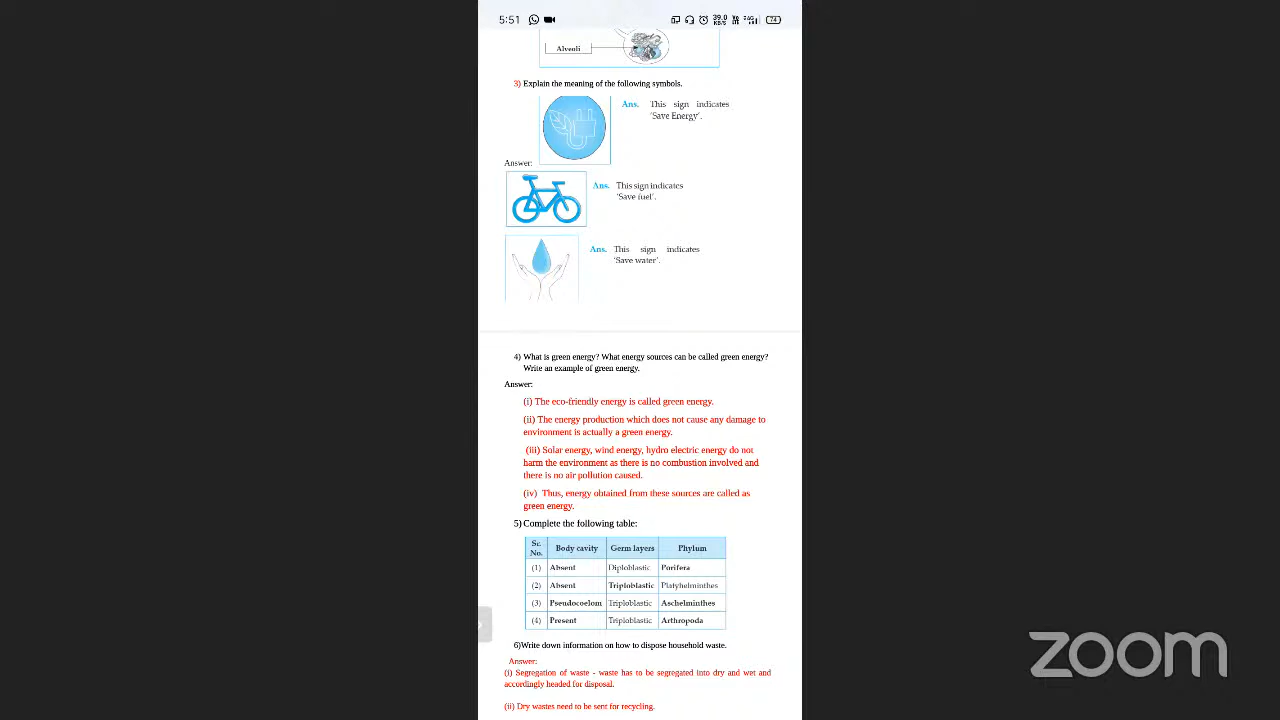 5:51
39.0
KB/S
74
Alveoli
3) Explain the meaning of the following symbols.
Ans. This sign indicates
'Save Energy'.
Answer:
Ans. This sign indicates
'Save fuel'.
Ans. This sign indicates
'Save water'.
4) What is green energy? What energy sources can be called green energy?
Write an example of green energy.
Answer:
(i) The eco-friendly energy is called green energy.
(ii) The energy production which does not cause any damage to
environment is actually a green energy.
(iii) Solar energy, wind energy, hydro electric energy do not
harm the environment as there is no combustion involved and
there is no air pollution caused.
(iv) Thus, energy obtained from these sources are called as
green energy.
5) Complete the following table:
Sr. No. Body cavity Germ layers Phylum
(1) Absent Diploblastic Porifera
(2) Absent Triploblastic Platyhelminthes
(3) Pseudocoelom Triploblastic Aschelminthes
(4) Present Triploblastic Arthropoda
6)Write down information on how to dispose household waste.
Answer:
(i) Segregation of waste - waste has to be segregated into dry and wet and
accordingly headed for disposal.
(ii) Dry wastes need to be sent for recycling.
zoom